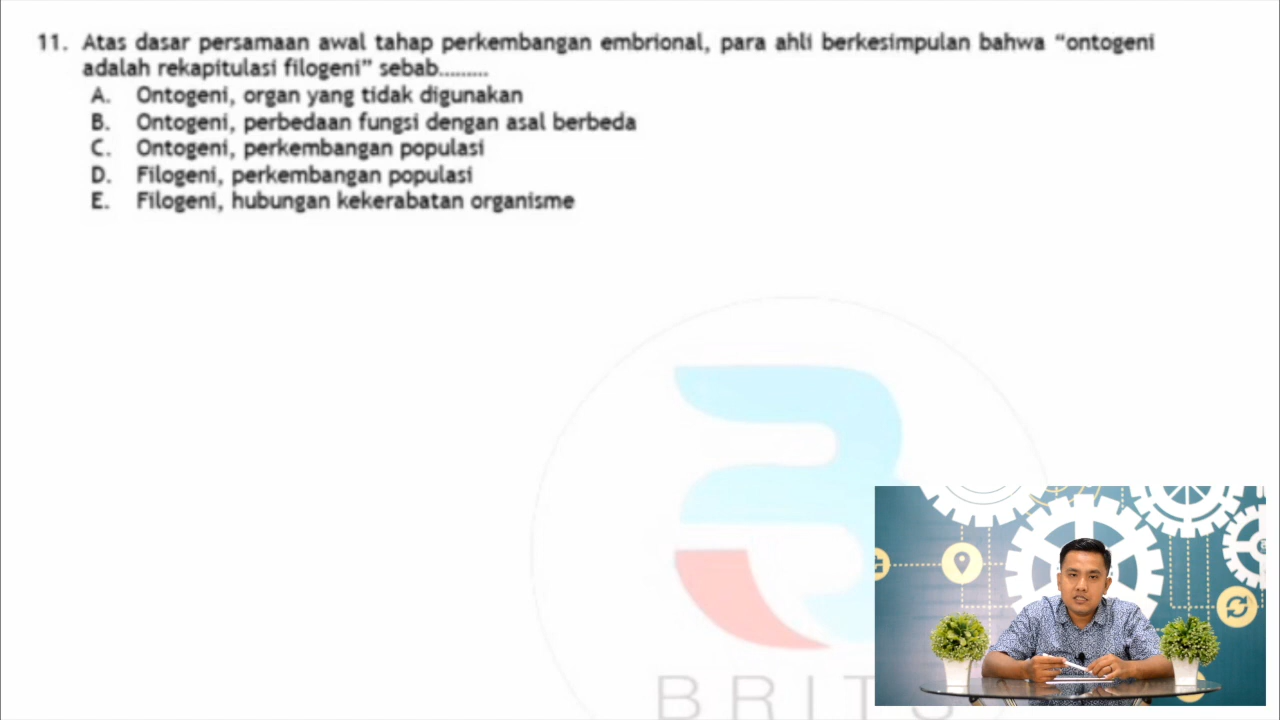 11. Atas dasar persamaan awal tahap perkembangan embrional, para ahli berkesimpulan bahwa “ontogeni
adalah rekapitulasi filogeni” sebab.........
A. Ontogeni, organ yang tidak digunakan
B. Ontogeni, perbedaan fungsi dengan asal berbeda
C. Ontogeni, perkembangan populasi
D. Filogeni, perkembangan populasi
E. Filogeni, hubungan kekerabatan organisme
BRITS